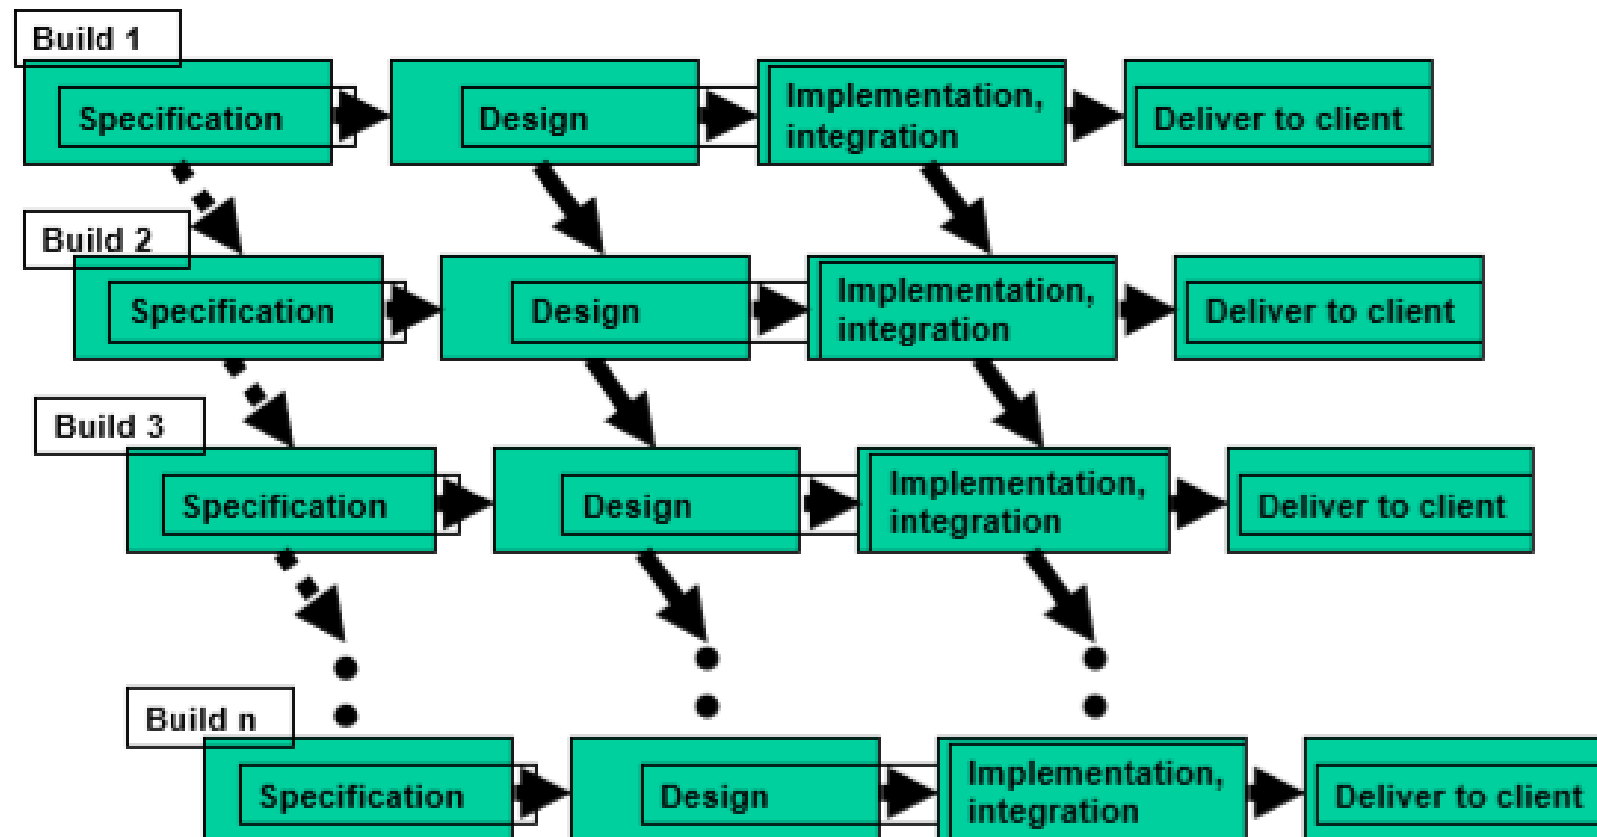 Build 1
Specification
Design
Implementation,
integration
Deliver to client
Build 2
Specification
Design
Implementation,
integration
Deliver to client
Build 3
Specification
Design
Implementation,
integration
Deliver to client
Build n
Specification
Design
Implementation,
integration
Deliver to client